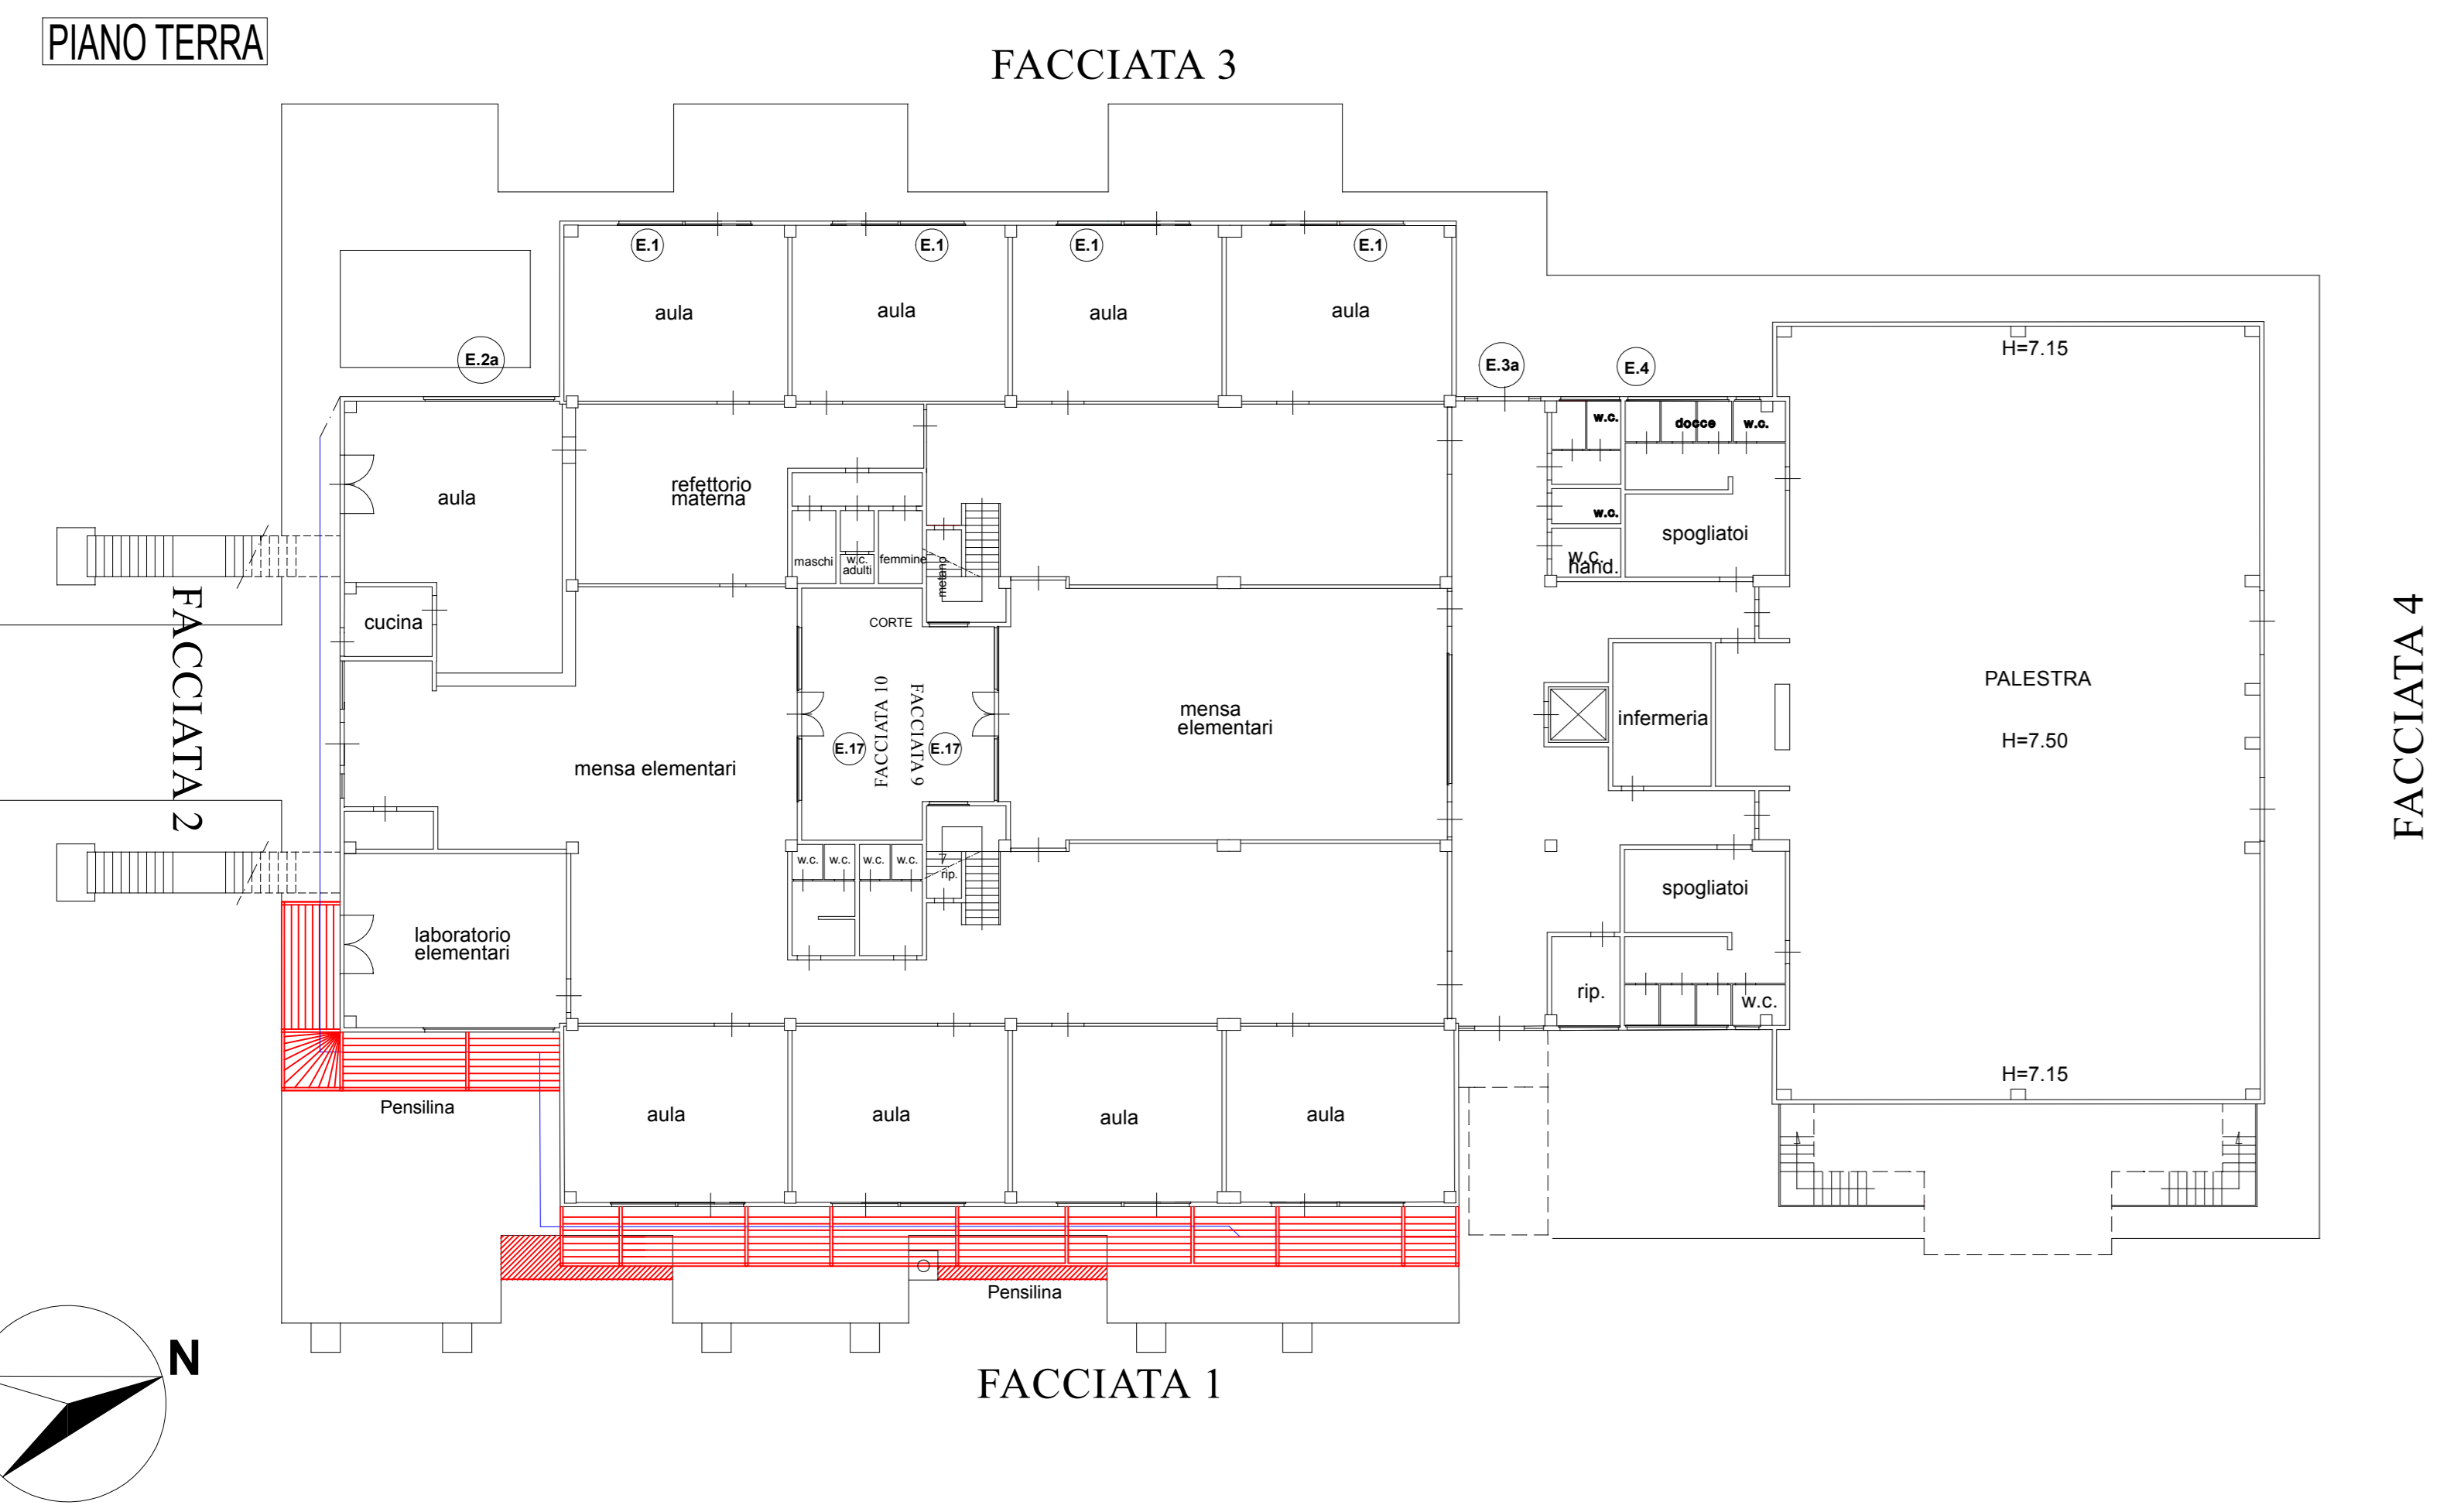 PIANO TERRA
FACCIATA 3
E.1
E.1
E.1
E.1
aula
aula
aula
aula
E.2a
E.3a
E.4
H=7.15
w.c.
docce
w.c.
aula
refettorio
materna
w.c.
spogliatoi
maschi
w.c.
adulti
femmine
metano
w.c.
hand.
cucina
CORTE
FACCIATA 2
FACCIATA 10
FACCIATA 9
E.17
E.17
mensa
elementari
infermeria
PALESTRA
H=7.50
FACCIATA 4
mensa elementari
w.c.
w.c.
w.c.
w.c.
rip.
spogliatoi
laboratorio
elementari
rip.
w.c.
H=7.15
Pensilina
aula
aula
aula
aula
Pensilina
N
FACCIATA 1